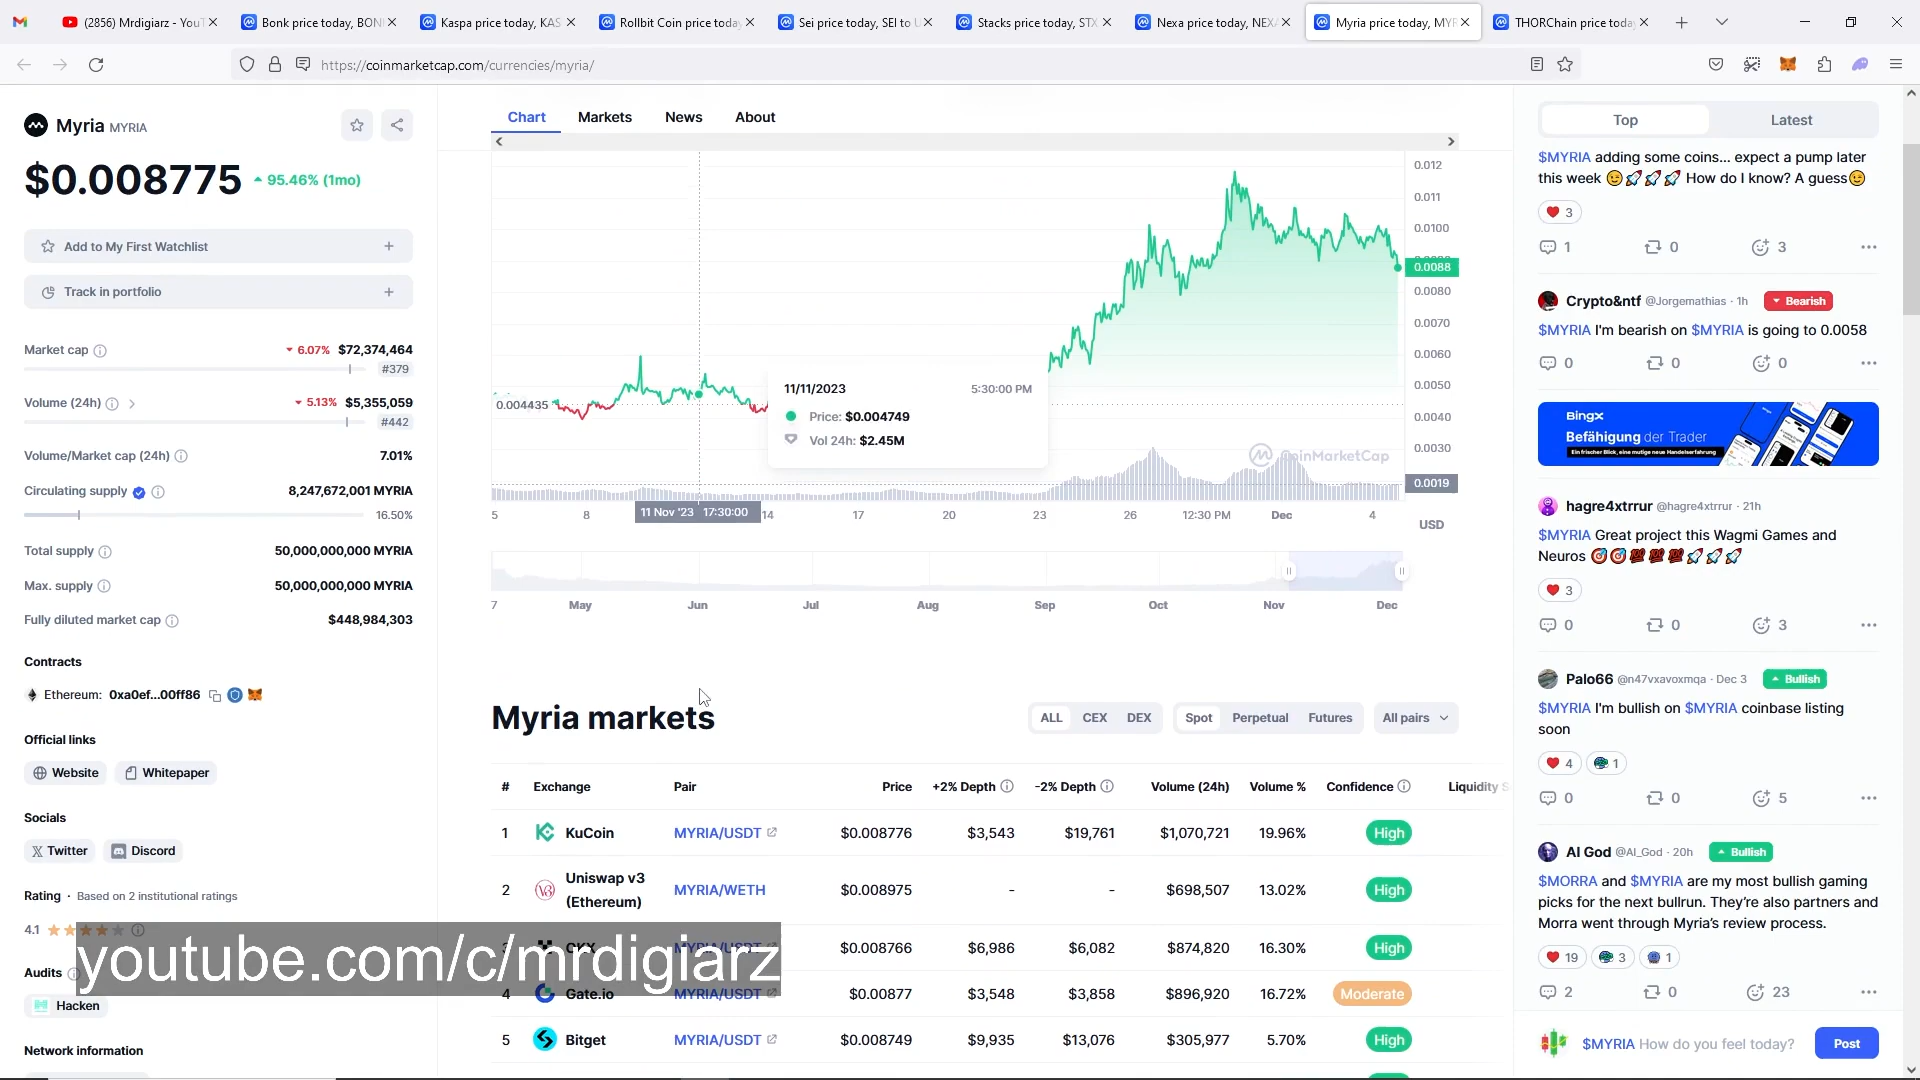 (2856) Mrdigiarz - YouT
Bonk price today, BON
Kaspa price today, KAS
Rollbit Coin price today
Sei price today, SEI to U
Stacks price today, STX
Nexa price today, NEXA
Myria price today, MYR
THORChain price today
https://coinmarketcap.com/currencies/myria/
Myria MYRIA
$0.008775 95.46% (1mo)
Add to My First Watchlist
Track in portfolio
Market cap 6.07% $72,374,464
#379
Volume (24h) 5.13% $5,355,059
#442
Volume/Market cap (24h) 7.01%
Circulating supply 8,247,672,001 MYRIA
16.50%
Total supply 50,000,000,000 MYRIA
Max. supply 50,000,000,000 MYRIA
Fully diluted market cap $448,984,303
Contracts
Ethereum: 0xa0ef...00ff86
Official links
Website Whitepaper
Socials
Twitter Discord
Rating · Based on 2 institutional ratings
4.1
Audits
Hacken
Network information
Chart Markets News About
0.012
0.011
0.0100
0.0088
0.0080
0.0070
0.0060
0.0050
0.0040
0.0030
0.0019
USD
0.004435
11/11/2023 5:30:00 PM
Price: $0.004749
Vol 24h: $2.45M
CoinMarketCap
5 8 11 Nov '23 17:30:00 14 17 20 23 26 12:30 PM Dec 4
7 May Jun Jul Aug Sep Oct Nov Dec
Myria markets
ALL CEX DEX Spot Perpetual Futures All pairs
# Exchange Pair Price +2% Depth -2% Depth Volume (24h) Volume % Confidence Liquidity S
1 KuCoin MYRIA/USDT $0.008776 $3,543 $19,761 $1,070,721 19.96% High
2 Uniswap v3 (Ethereum) MYRIA/WETH $0.008975 - - $698,507 13.02% High
3 OKX MYRIA/USDT $0.008766 $6,986 $6,082 $874,820 16.30% High
4 Gate.io MYRIA/USDT $0.00877 $3,548 $3,858 $896,920 16.72% Moderate
5 Bitget MYRIA/USDT $0.008749 $9,935 $13,076 $305,977 5.70% High
youtube.com/c/mrdigiarz
Top Latest
$MYRIA adding some coins... expect a pump later
this week 😉🚀🚀🚀 How do I know? A guess😉
3
1 0 3
Crypto&ntf @Jorgemathias · 1h Bearish
$MYRIA I'm bearish on $MYRIA is going to 0.0058
0 0 0
BingX
Befähigung der Trader
Ein frischer Blick, eine mutige neue Handelserfahrung
hagre4xtrrur @hagre4xtrrur · 21h
$MYRIA Great project this Wagmi Games and
Neuros 🎯🎯💯💯💯🚀🚀🚀
3
0 0 3
Palo66 @n47vxavoxmqa · Dec 3 Bullish
$MYRIA I'm bullish on $MYRIA coinbase listing
soon
4 1
0 0 5
AI God @AI_God · 20h Bullish
$MORRA and $MYRIA are my most bullish gaming
picks for the next bullrun. They're also partners and
Morra went through Myria's review process.
19 3 1
2 0 23
$MYRIA How do you feel today? Post